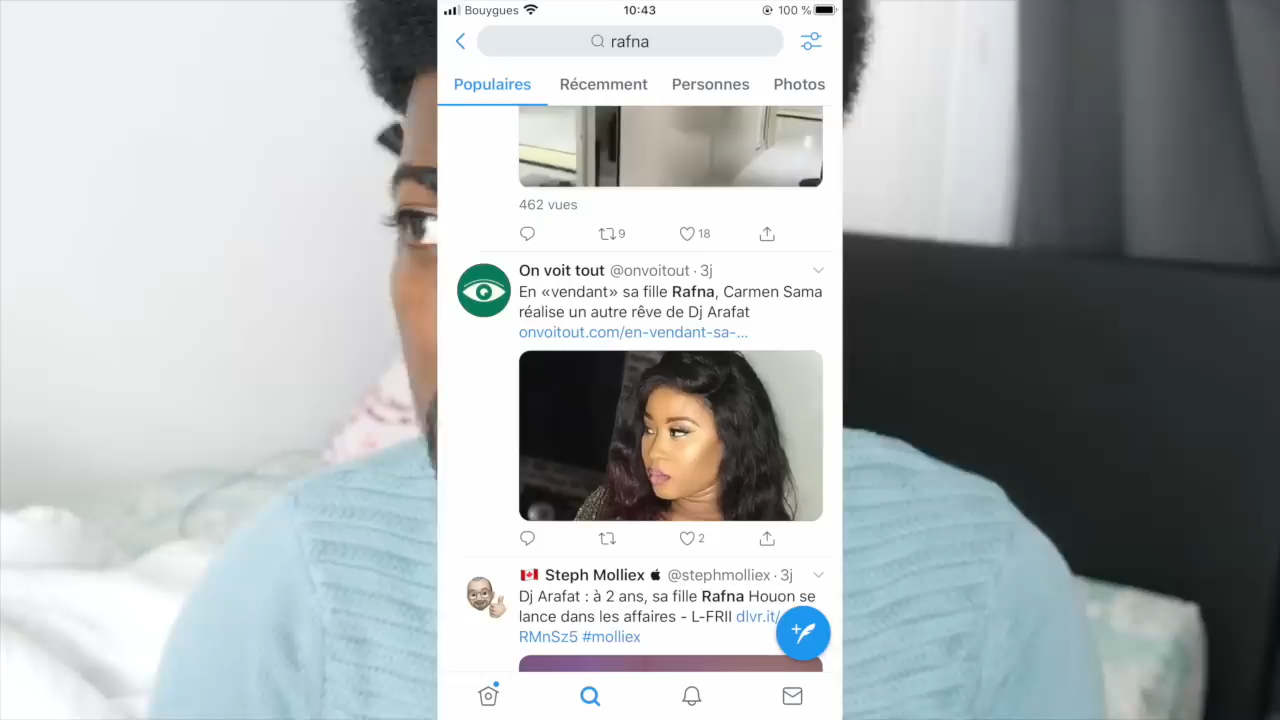 Bouygues 10:43 100 %
rafna
Populaires Récemment Personnes Photos
462 vues
9 18
On voit tout @onvoitout · 3j
En «vendant» sa fille Rafna, Carmen Sama
réalise un autre rêve de Dj Arafat
onvoitout.com/en-vendant-sa-...
2
Steph Molliex @stephmolliex · 3j
Dj Arafat : à 2 ans, sa fille Rafna Houon se
lance dans les affaires - L-FRII dlvr.it/
RMnSz5 #molliex